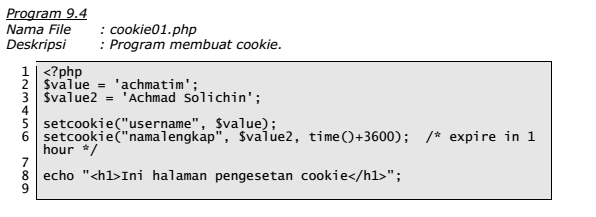 Program 9.4
Nama File : cookie01.php
Deskripsi : Program membuat cookie.
1 <?php
2 $value = 'achmatim';
3 $value2 = 'Achmad Solichin';
4
5 setcookie("username", $value);
6 setcookie("namalengkap", $value2, time()+3600); /* expire in 1
hour */
7
8 echo "<h1>Ini halaman pengesetan cookie</h1>";
9